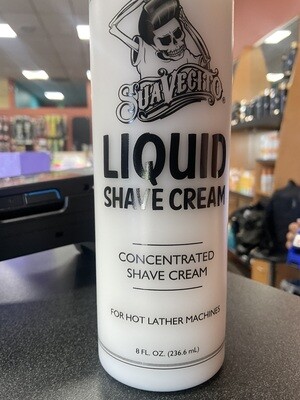 SUAVECITO®
LIQUID
SHAVE CREAM
CONCENTRATED
SHAVE CREAM
FOR HOT LATHER MACHINES
8 FL. OZ. (236.6 mL)